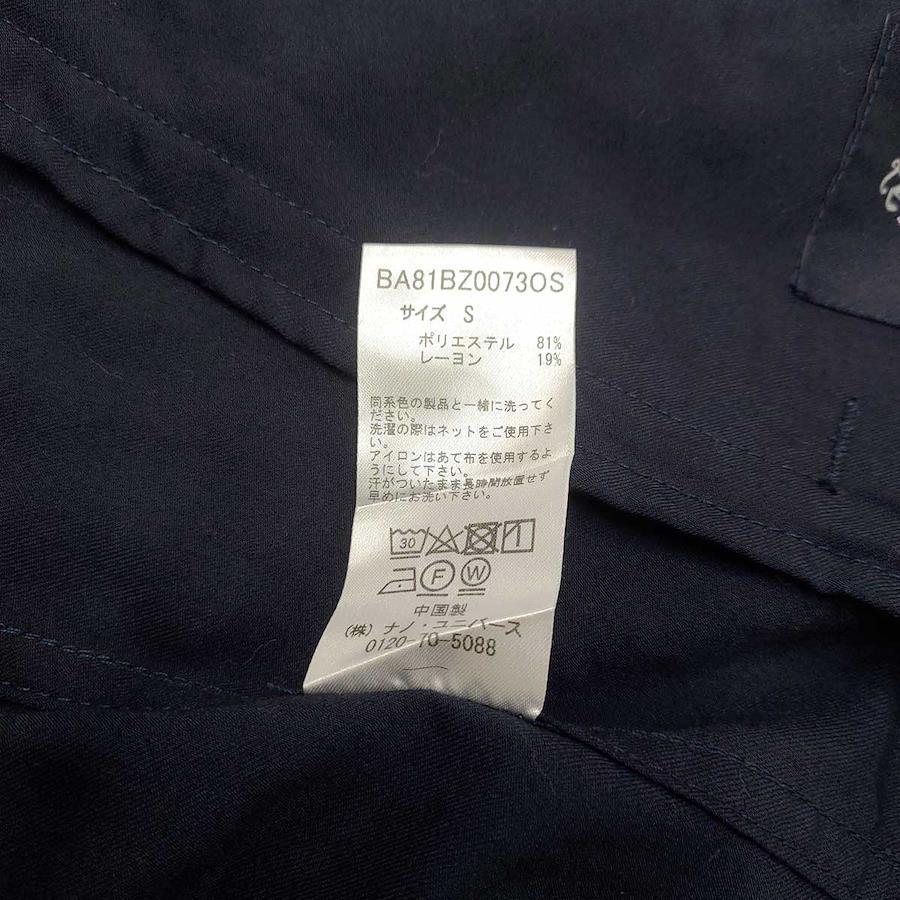 BA81BZ0073OS
サイズ S
ポリエステル 81%
レーヨン 19%
同系色の製品と一緒に洗ってく
ださい。
洗濯の際はネットをご使用下さ
い。
アイロンはあて布を使用するよ
うにして下さい。
汗がついたまま長時間放置せず
早めにお洗い下さい。
30
F W
中国製
(株) ナノ・ユニバース
0120-70-5088